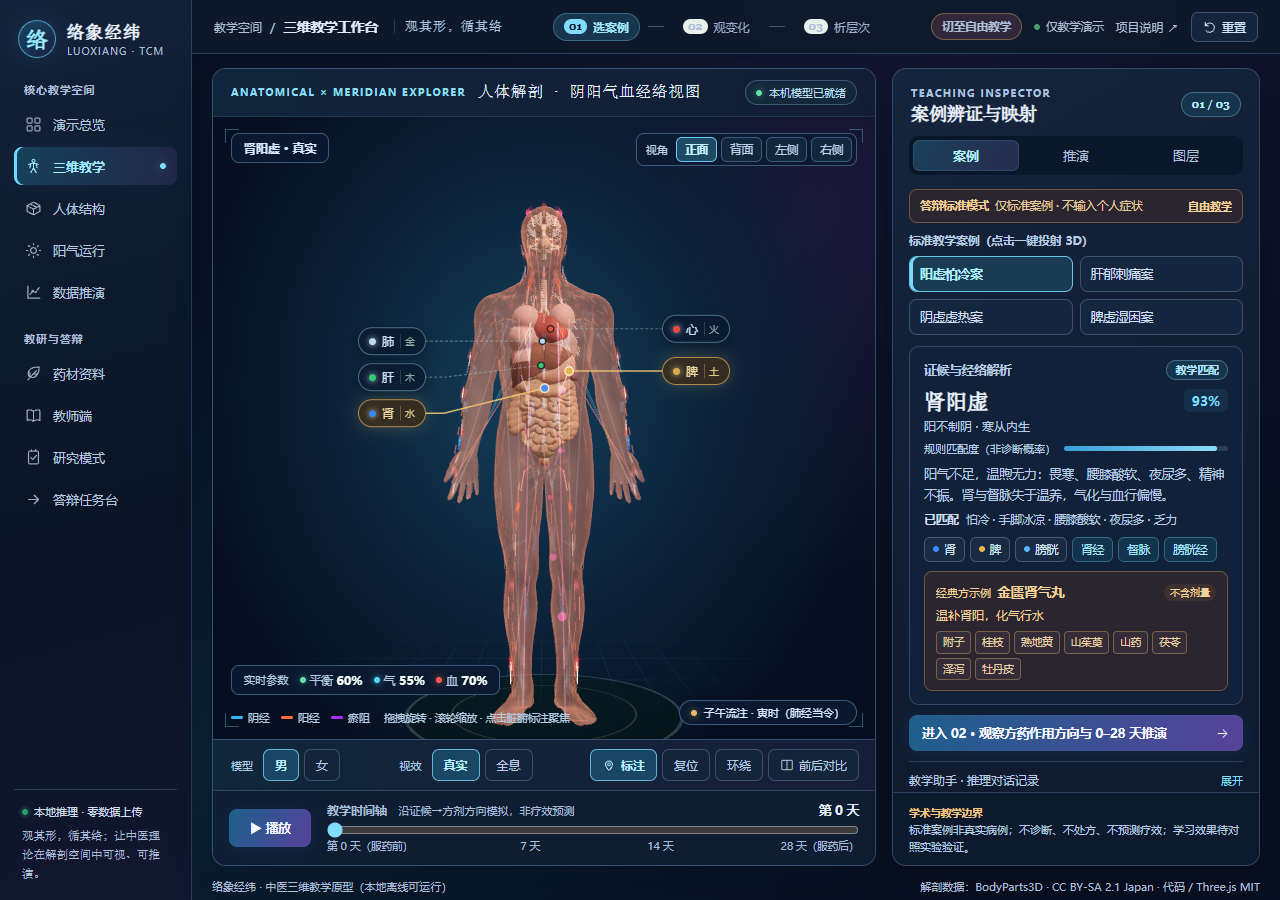 络
络象经纬
LUOXIANG · TCM
核心教学空间
演示总览
三维教学
人体结构
阳气运行
数据推演
教研与答辩
药材资料
教师端
研究模式
答辩任务台
本地推理 · 零数据上传
观其形，循其络；让中医理
论在解剖空间中可视、可推
演。
教学空间 / 三维教学工作台 观其形，循其络
01 选案例
02 观变化
03 析层次
切至自由教学
仅教学演示
项目说明 ↗
重置
ANATOMICAL × MERIDIAN EXPLORER 人体解剖 · 阴阳气血经络视图
本机模型已就绪
肾阳虚 • 真实
视角 正面 背面 左侧 右侧
肺 金
肝 木
肾 水
心 火
脾 土
实时参数 平衡 60% 气 55% 血 70%
阴经 阳经 瘀阻 拖拽旋转 · 滚轮缩放 · 点击脏腑标注聚焦
子午流注 · 寅时（肺经当令）
模型 男 女
视效 真实 全息
标注 复位 环绕 前后对比
播放
教学时间轴 沿证候→方剂方向模拟，非疗效预测
第 0 天
第 0 天（服药前） 7 天 14 天 28 天（服药后）
络象经纬 · 中医三维教学原型（本地离线可运行）
解剖数据：BodyParts3D · CC BY-SA 2.1 Japan · 代码 / Three.js MIT
TEACHING INSPECTOR
案例辨证与映射
01 / 03
案例 推演 图层
答辩标准模式 仅标准案例 · 不输入个人症状 自由教学
标准教学案例（点击一键投射 3D）
阳虚怕冷案 肝郁刺痛案
阴虚虚热案 脾虚湿困案
证候与经络解析 教学匹配
肾阳虚 93%
阳不制阴 · 寒从内生
规则匹配度（非诊断概率）
阳气不足，温煦无力：畏寒、腰膝酸软、夜尿多、精神
不振。肾与督脉失于温养，气化与血行偏慢。
已匹配 怕冷 · 手脚冰凉 · 腰膝酸软 · 夜尿多 · 乏力
肾 脾 膀胱 肾经 督脉 膀胱经
经典方示例 金匮肾气丸 不含剂量
温补肾阳，化气行水
附子 桂枝 熟地黄 山茱萸 山药 茯苓
泽泻 牡丹皮
进入 02 • 观察方药作用方向与 0–28 天推演 →
教学助手 · 推理对话记录 展开
学术与教学边界
标准案例非真实病例；不诊断、不处方、不预测疗效；学习效果待对
照实验验证。